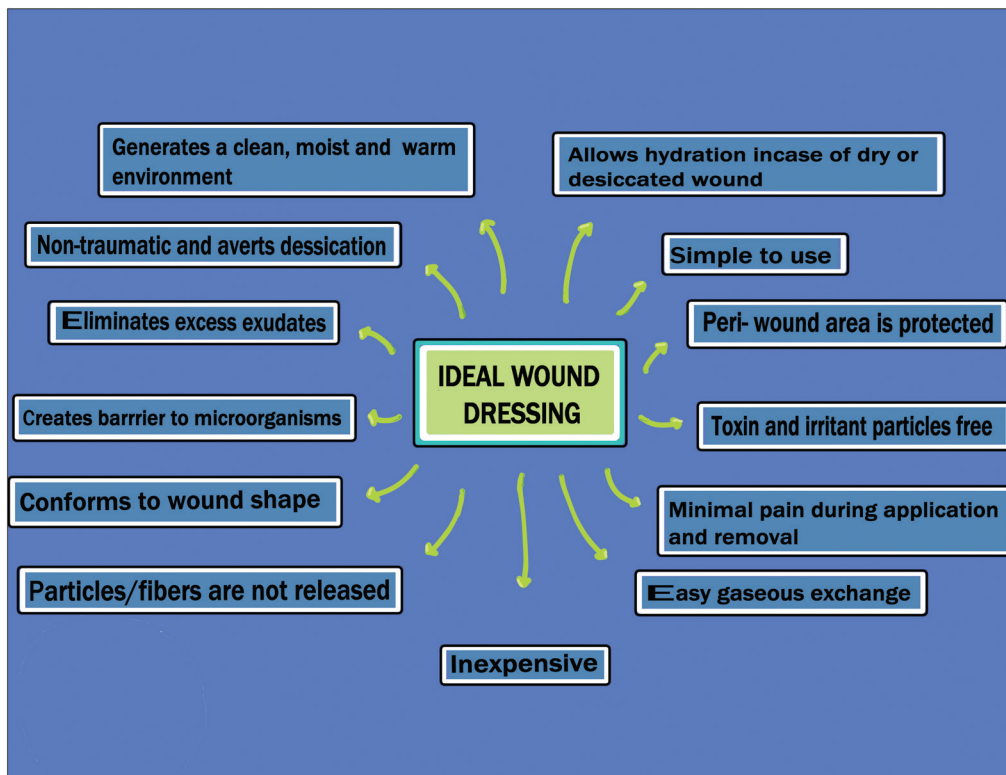 Generates a clean, moist and warm
environment
Allows hydration incase of dry or
desiccated wound
Non-traumatic and averts dessication
Simple to use
Eliminates excess exudates
Peri- wound area is protected
IDEAL WOUND
DRESSING
Creates barrrier to microorganisms
Toxin and irritant particles free
Conforms to wound shape
Minimal pain during application
and removal
Particles/fibers are not released
Easy gaseous exchange
Inexpensive